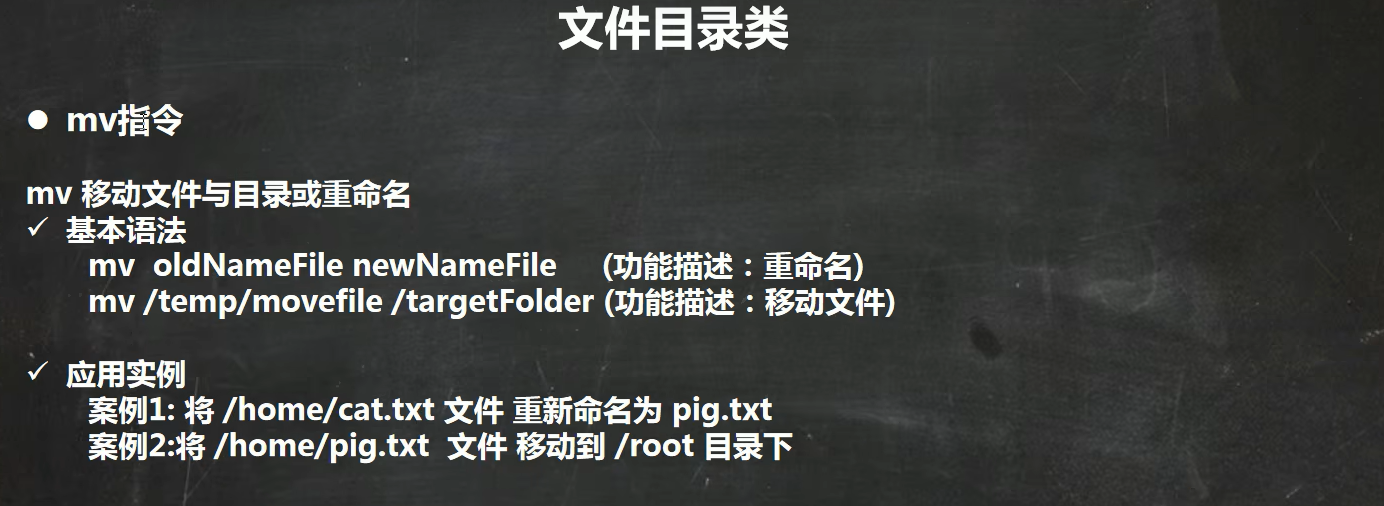 文件目录类
● mv指令
mv 移动文件与目录或重命名
✓ 基本语法
mv  oldNameFile newNameFile     (功能描述：重命名)
mv /temp/movefile /targetFolder (功能描述：移动文件)
✓ 应用实例
案例1: 将 /home/cat.txt 文件 重新命名为 pig.txt
案例2:将 /home/pig.txt  文件 移动到 /root 目录下